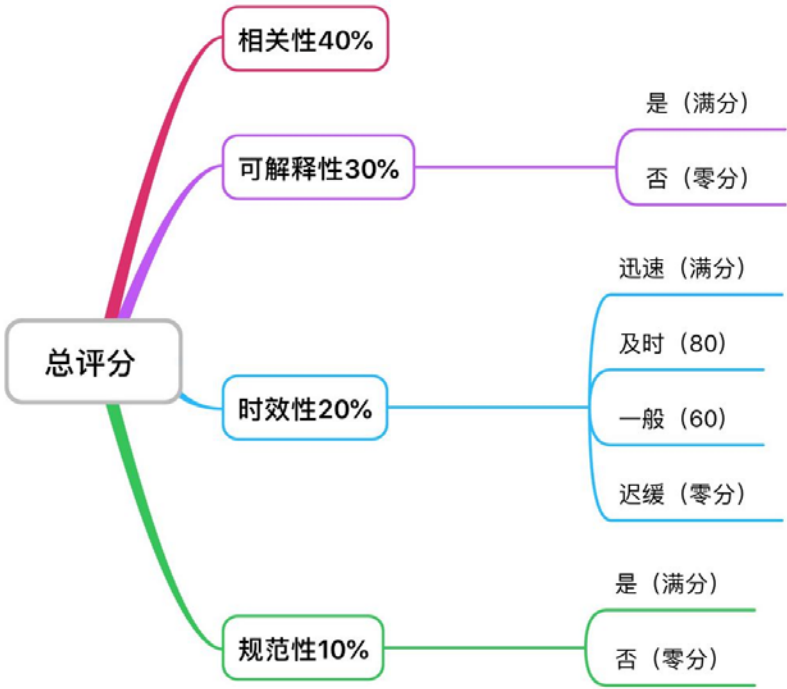 总评分
相关性40%
可解释性30%
是（满分）
否（零分）
时效性20%
迅速（满分）
及时（80）
一般（60）
迟缓（零分）
规范性10%
是（满分）
否（零分）